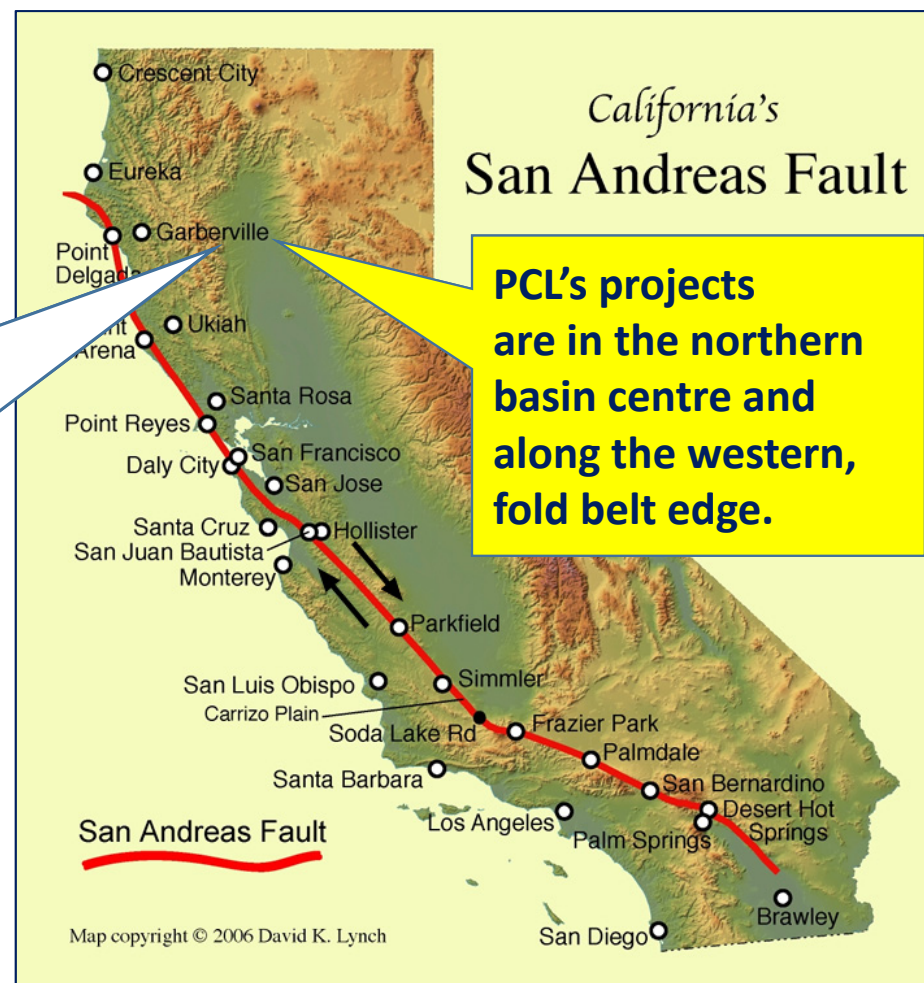 California's
San Andreas Fault
Crescent City
Eureka
Garberville
Point
Delgada
Ukiah
Arena
Santa Rosa
Point Reyes
San Francisco
Daly City
San Jose
Santa Cruz
Hollister
San Juan Bautista
Monterey
Parkfield
San Luis Obispo
Simmler
Carrizo Plain
Soda Lake Rd
Frazier Park
Palmdale
Santa Barbara
San Bernardino
Los Angeles
Desert Hot
Springs
Palm Springs
Brawley
San Diego
PCL's projects
are in the northern
basin centre and
along the western,
fold belt edge.
San Andreas Fault
Map copyright © 2006 David K. Lynch